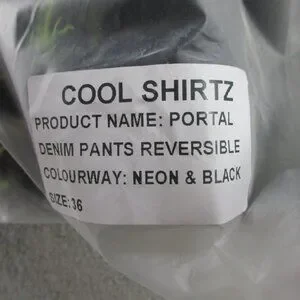 COOL SHIRTZ
PRODUCT NAME: PORTAL
DENIM PANTS REVERSIBLE
COLOURWAY: NEON & BLACK
SIZE: 36